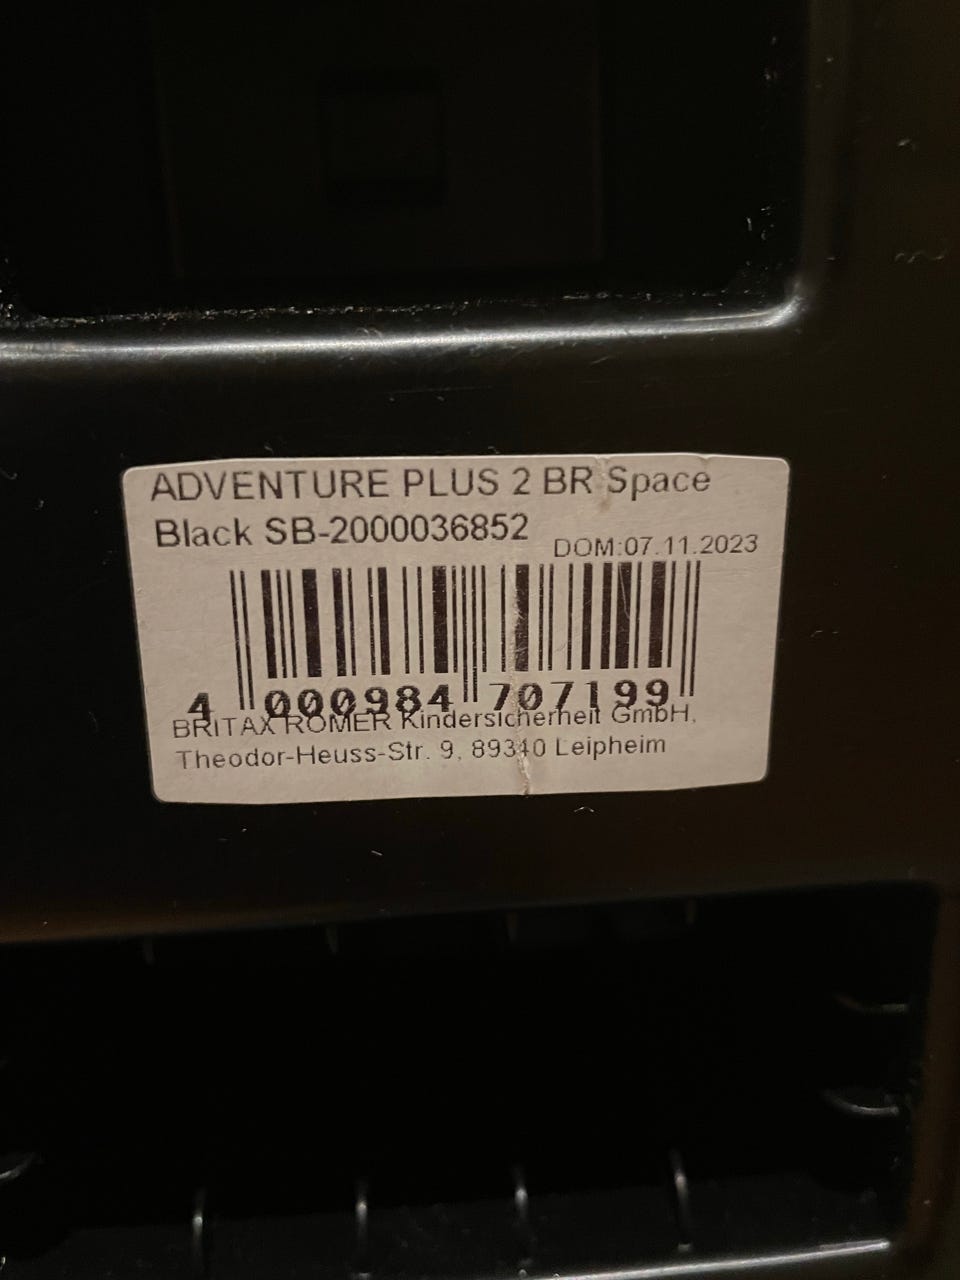 ADVENTURE PLUS 2 BR Space
Black SB-2000036852
DOM:07.11.2023
4 000984 707199
BRITAX RÖMER Kindersicherheit GmbH,
Theodor-Heuss-Str. 9, 89340 Leipheim